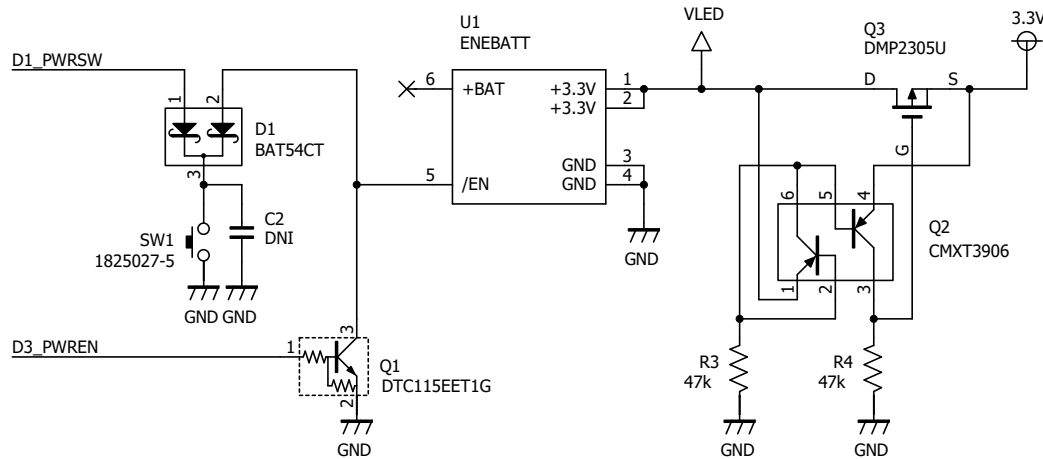 D1_PWRSW
1
2
D1
BAT54CT
3
SW1
1825027-5
C2
DNI
GND
GND
U1
ENEBATT
6
+BAT
+3.3V
1
+3.3V
2
5
/EN
GND
3
GND
4
GND
D3_PWREN
1
3
Q1
DTC115EET1G
2
GND
VLED
Q3
DMP2305U
3.3V
D
S
G
6
5
4
Q2
CMXT3906
1
2
3
R3
47k
R4
47k
GND
GND